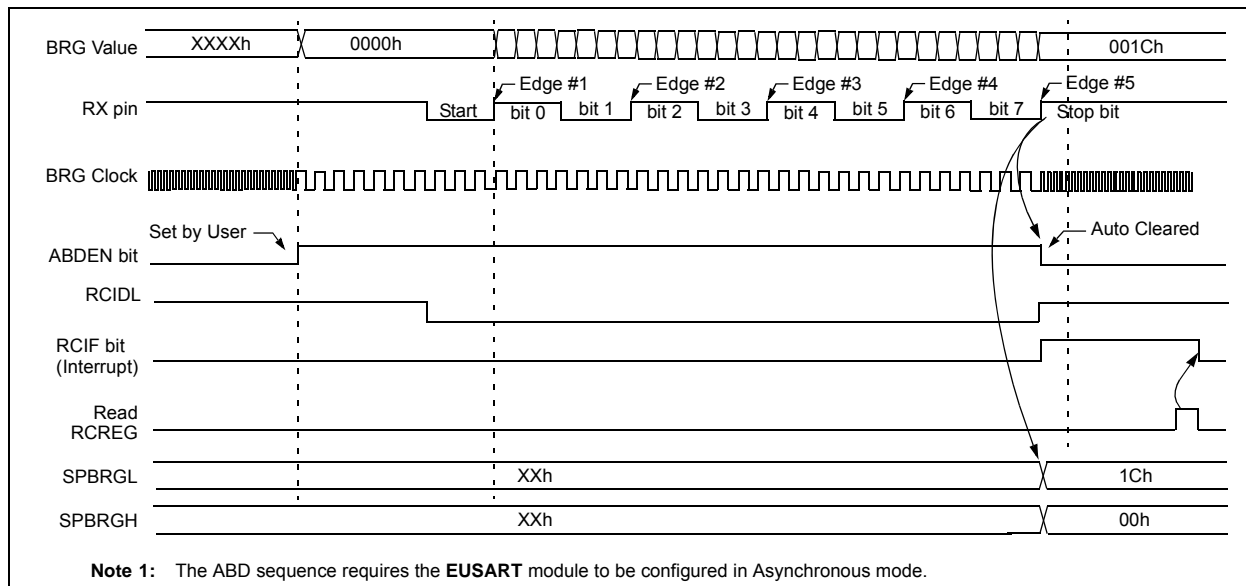 BRG Value XXXXh 0000h 001Ch
Edge #1 Edge #2 Edge #3 Edge #4 Edge #5
RX pin Start bit 0 bit 1 bit 2 bit 3 bit 4 bit 5 bit 6 bit 7 Stop bit
BRG Clock
Set by User Auto Cleared
ABDEN bit
RCIDL
RCIF bit
(Interrupt)
Read
RCREG
SPBRGL XXh 1Ch
SPBRGH XXh 00h
Note 1: The ABD sequence requires the EUSART module to be configured in Asynchronous mode.